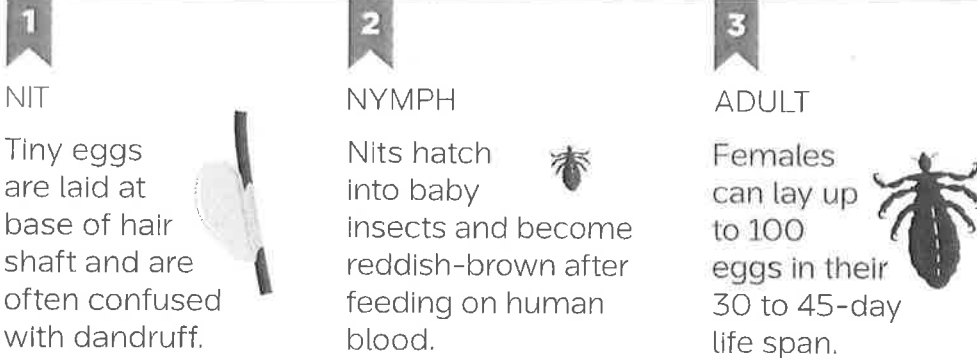 1
NIT
Tiny eggs
are laid at
base of hair
shaft and are
often confused
with dandruff.
2
NYMPH
Nits hatch
into baby
insects and become
reddish-brown after
feeding on human
blood.
3
ADULT
Females
can lay up
to 100
eggs in their
30 to 45-day
life span.